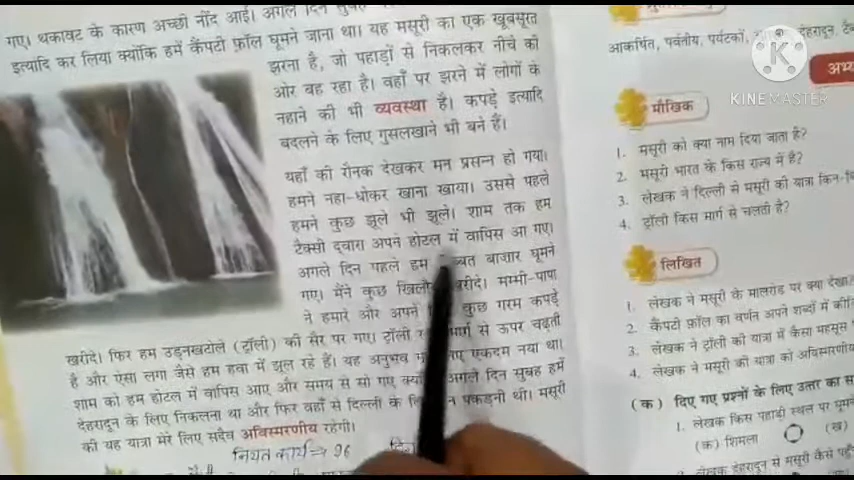 गए। थकावट के कारण अच्छी नींद आई। अगले दिन सुबह
इत्यादि कर लिया क्योंकि हमें कैंपटी फ़ॉल घूमने जाना था। यह मसूरी का एक खूबसूरत
झरना है, जो पहाड़ों से निकलकर नीचे की
ओर बह रहा है। वहाँ पर झरने में लोगों के
नहाने की भी व्यवस्था है। कपड़े इत्यादि
बदलने के लिए गुसलखाने भी बने हैं।
यहाँ की रौनक देखकर मन प्रसन्न हो गया।
हमने नहा-धोकर खाना खाया। उससे पहले
हमने कुछ झूले भी झूले। शाम तक हम
टैक्सी द्वारा अपने होटल में वापिस आ गए।
अगले दिन पहले हम बाज़ार घूमने
गए। मैंने कुछ मम्मी-पापा
ने हमारे और अपने कुछ गरम कपड़े
खरीदे। फिर हम उड़नखटोले (ट्रॉली) की सैर पर गए। ट्रॉली मार्ग से ऊपर चढ़ती
है और ऐसा लगा जैसे हम हवा में झूल रहे हैं। यह अनुभव एकदम नया था।
शाम को हम होटल में वापिस आए और समय से सो गए अगले दिन सुबह हमें
देहरादून के लिए निकलना था और फिर वहाँ से दिल्ली के पकड़नी थी। मसूरी
की यह यात्रा मेरे लिए सदैव अविस्मरणीय रहेगी।
नियत कार्य 26
आकर्षित, पर्वतीय, पर्यटकों, देहरादून,
KINEMASTER
मौखिक
1. मसूरी को क्या नाम दिया जाता है?
2. मसूरी भारत के किस राज्य में है?
3. लेखक ने दिल्ली से मसूरी की यात्रा
4. ट्रॉली किस मार्ग से चलती है?
लिखित
1. लेखक ने मसूरी के मालरोड पर क्या
2. कैंपटी फ़ॉल का वर्णन अपने शब्दों में
3. लेखक ने ट्रॉली की यात्रा में कैसा महसूस
4. लेखक ने मसूरी की यात्रा को
(क) दिए गए प्रश्नों के लिए उत्तर का
1. लेखक किस पहाड़ी स्थल पर
(क) शिमला (ख)
2. लेखक देहरादून से मसूरी कैसे